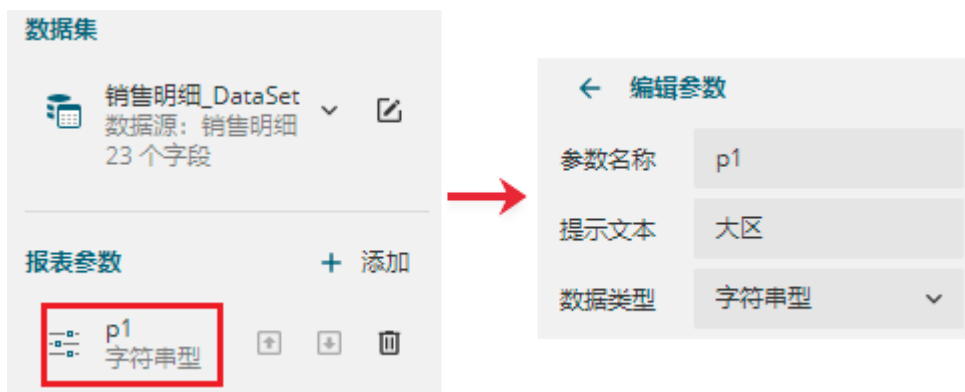 数据集
销售明细_DataSet
数据源：销售明细
23 个字段
报表参数
+ 添加
p1
字符串型
编辑参数
参数名称 p1
提示文本 大区
数据类型 字符串型